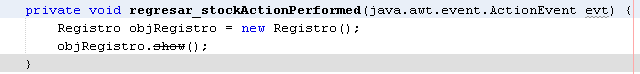 private void regresar_stockActionPerformed(java.awt.event.ActionEvent evt) {
Registro objRegistro = new Registro();
objRegistro.show();
}